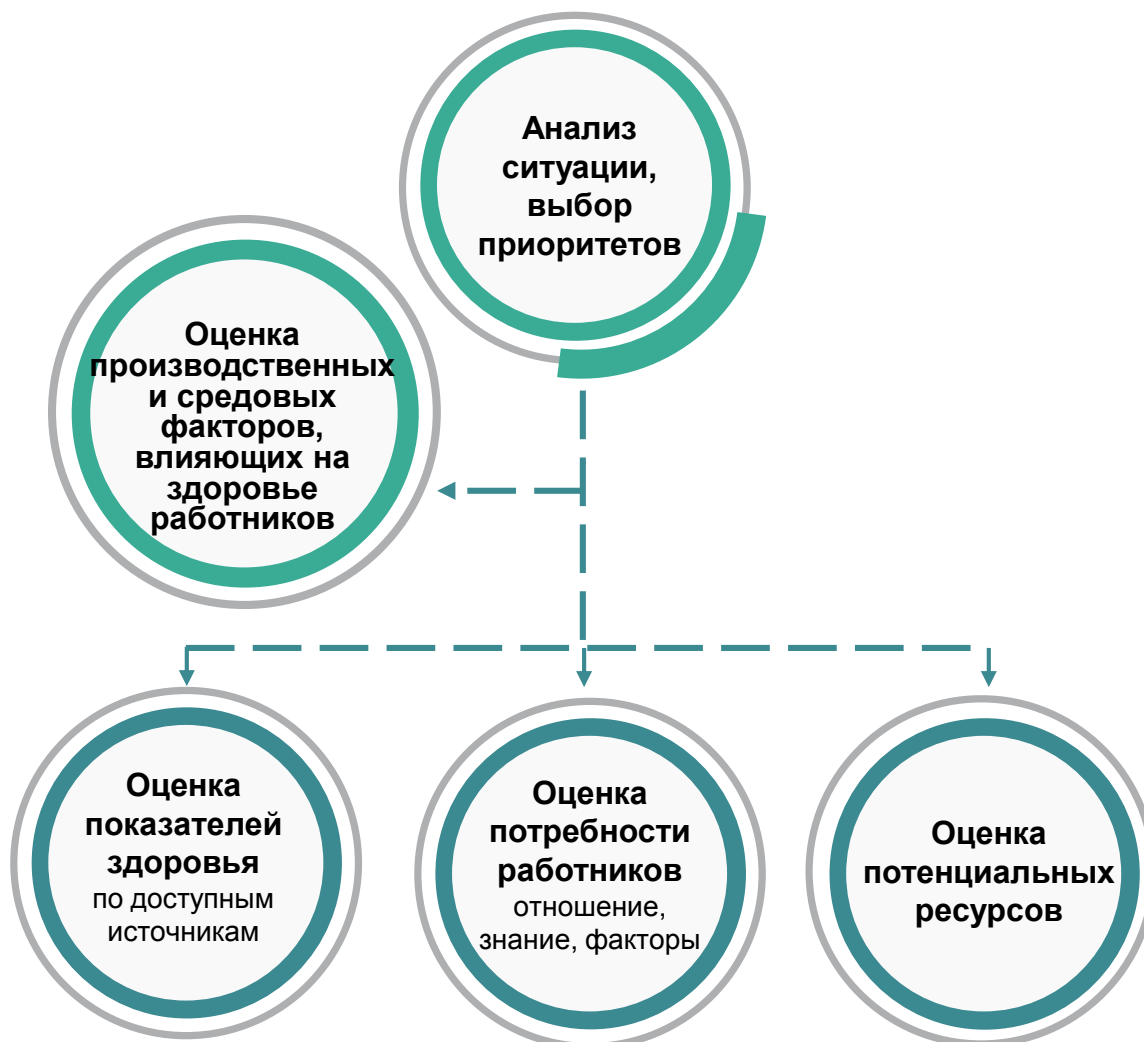 Анализ
ситуации,
выбор
приоритетов
Оценка
производственных
и средовых
факторов,
влияющих на
здоровье
работников
Оценка
показателей
здоровья
по доступным
источникам
Оценка
потребности
работников
отношение,
знание, факторы
Оценка
потенциальных
ресурсов